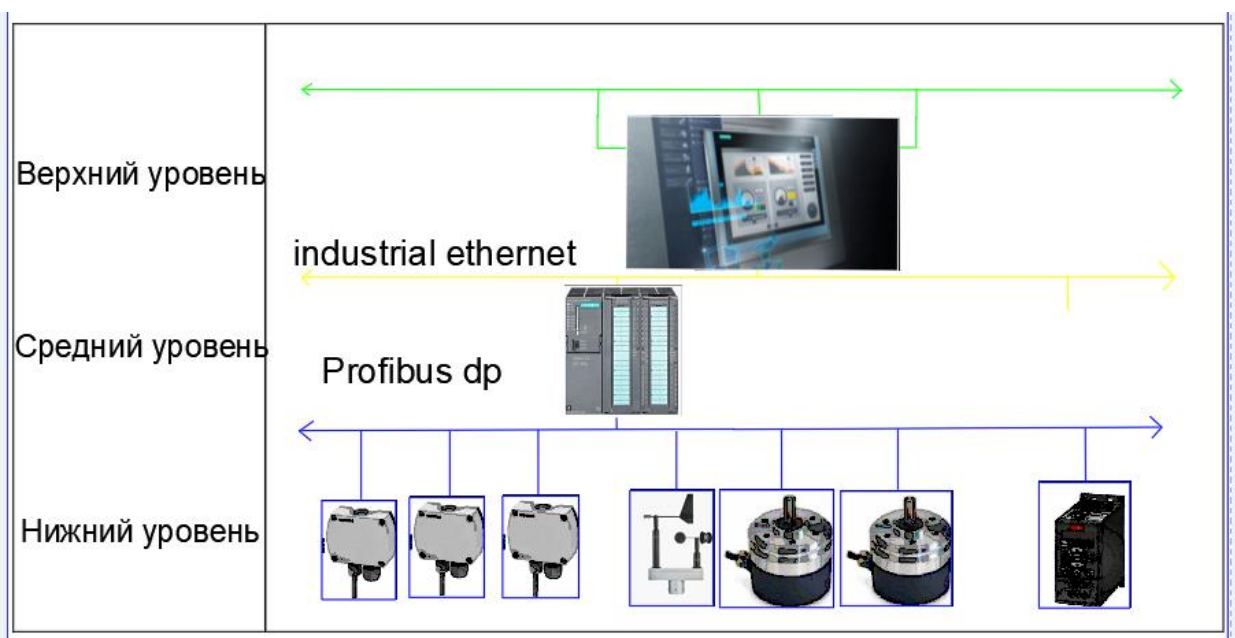 Верхний уровень
industrial ethernet
Средний уровень
Profibus dp
Нижний уровень